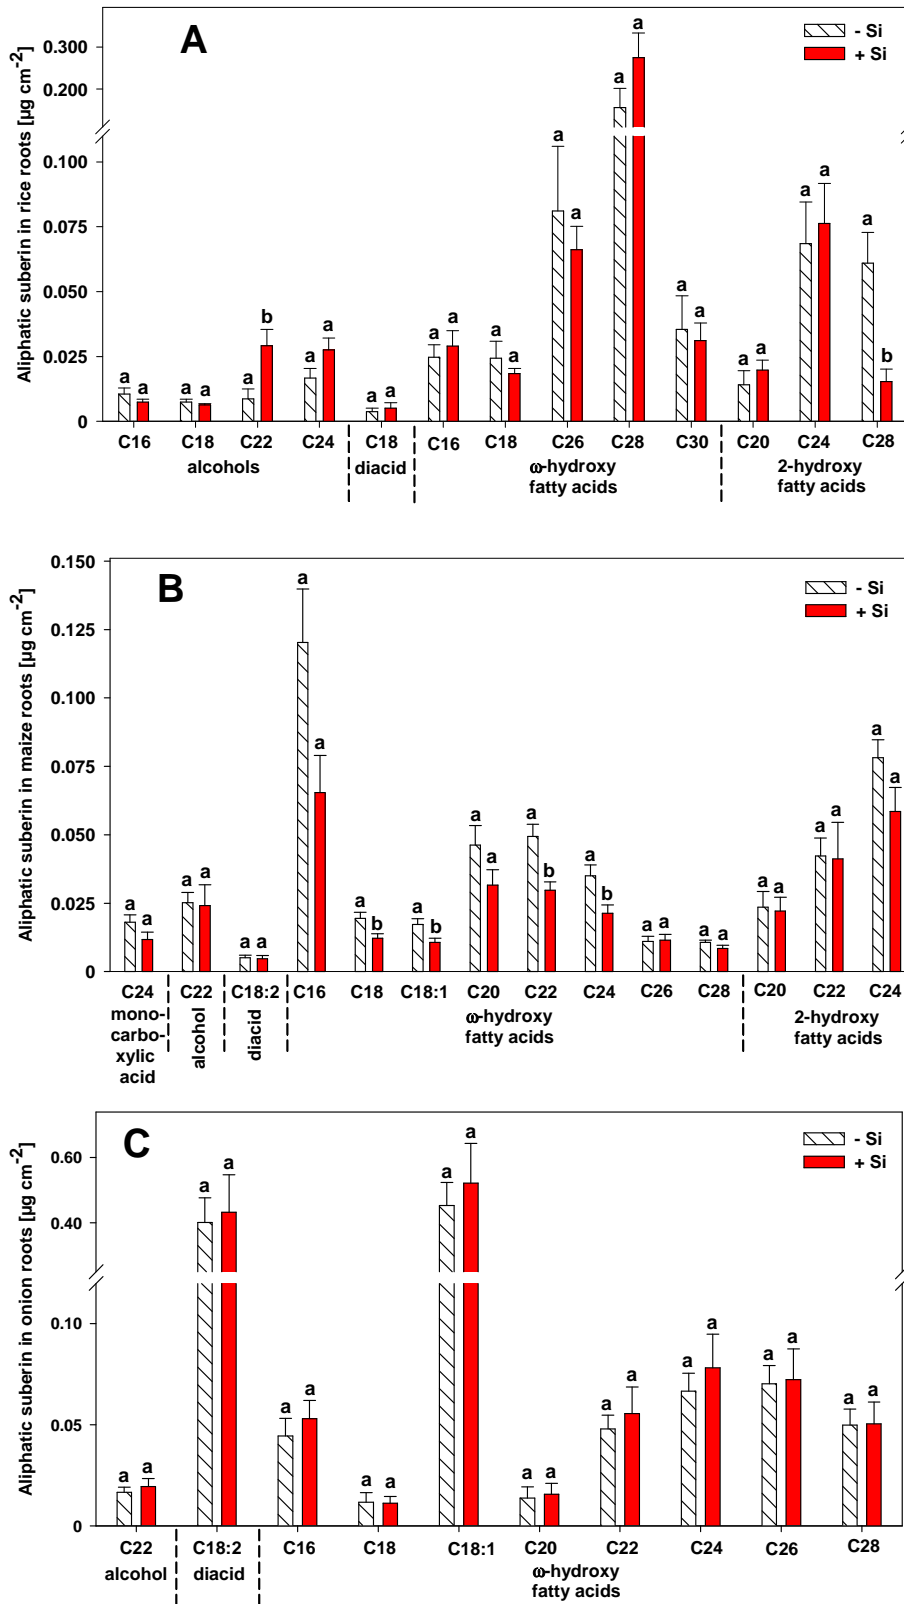 A
- Si
+ Si
Aliphatic suberin in rice roots [µg cm-2]
0.300
0.200
0.100
0.075
0.050
0.025
0
a a a a a b a a a a a a a a a a a a a a a a a a a b
C16 C18 C22 C24 C18 C16 C18 C26 C28 C30 C20 C24 C28
alcohols diacid ω-hydroxy 2-hydroxy
fatty acids fatty acids
B
- Si
+ Si
Aliphatic suberin in maize roots [µg cm-2]
0.150
0.125
0.100
0.075
0.050
0.025
0
a a a a a a a a a b a b a a a b a b a a a a a a a a a a
C24 C22 C18:2 C16 C18 C18:1 C20 C22 C24 C26 C28 C20 C22 C24
mono-
carbo-
xylic
acid
alcohol
diacid
ω-hydroxy 2-hydroxy
fatty acids fatty acids
C
- Si
+ Si
Aliphatic suberin in onion roots [µg cm-2]
0.60
0.40
0.10
0.05
0
a a a a a a a a a a a a a a a a a a a a
C22 C18:2 C16 C18 C18:1 C20 C22 C24 C26 C28
alcohol diacid ω-hydroxy
fatty acids